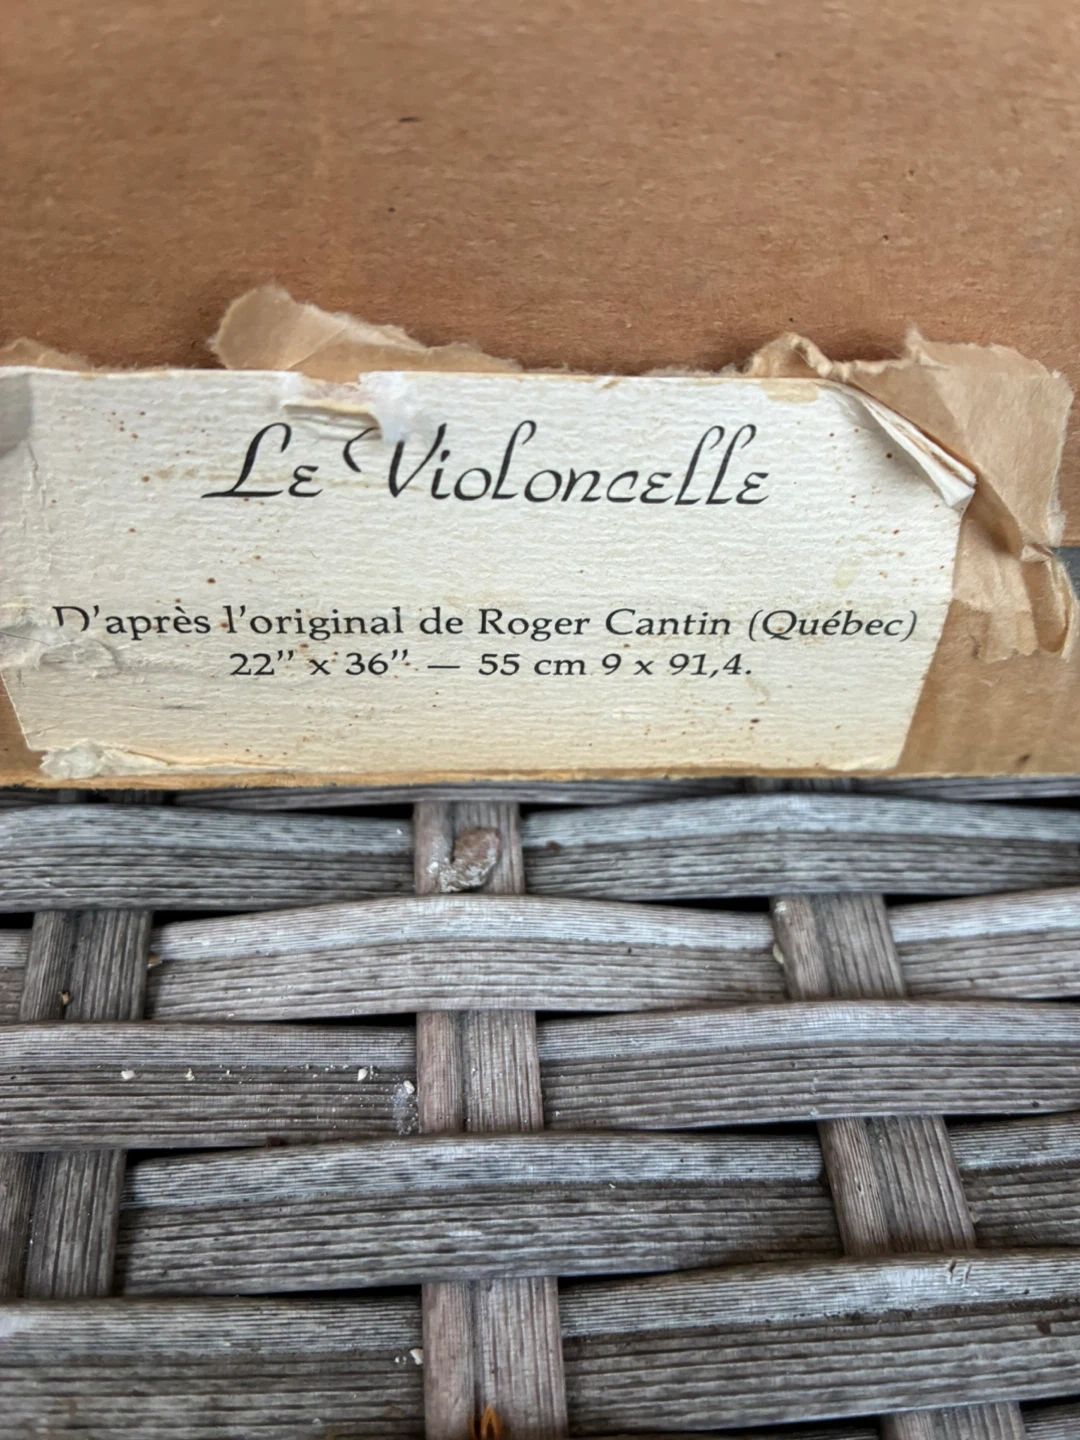 Le Violoncelle
D'après l'original de Roger Cantin (Québec)
22" x 36" — 55 cm 9 x 91,4.